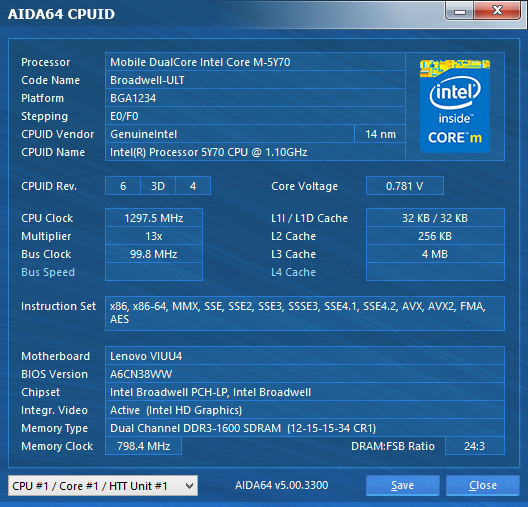 AIDA64 CPUID
Processor Mobile DualCore Intel Core M-5Y70
Code Name Broadwell-ULT
Platform BGA1234
Stepping E0/F0
CPUID Vendor GenuineIntel 14 nm
CPUID Name Intel(R) Processor 5Y70 CPU @ 1.10GHz
intel
inside™
CORE m
CPUID Rev. 6 3D 4 Core Voltage 0.781 V
CPU Clock 1297.5 MHz L1I / L1D Cache 32 KB / 32 KB
Multiplier 13x L2 Cache 256 KB
Bus Clock 99.8 MHz L3 Cache 4 MB
Bus Speed L4 Cache
Instruction Set x86, x86-64, MMX, SSE, SSE2, SSE3, SSSE3, SSE4.1, SSE4.2, AVX, AVX2, FMA,
AES
Motherboard Lenovo VIUU4
BIOS Version A6CN38WW
Chipset Intel Broadwell PCH-LP, Intel Broadwell
Integr. Video Active (Intel HD Graphics)
Memory Type Dual Channel DDR3-1600 SDRAM (12-15-15-34 CR1)
Memory Clock 798.4 MHz DRAM:FSB Ratio 24:3
CPU #1 / Core #1 / HTT Unit #1 AIDA64 v5.00.3300 Save Close